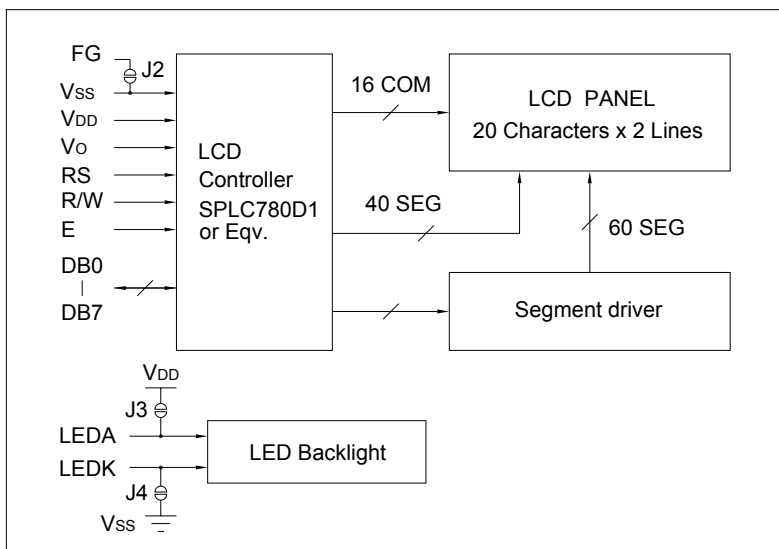 FG
J2
VSS
VDD
VO
RS
R/W
E
DB0
DB7
LCD
Controller
SPLC780D1
or Eqv.
16 COM
40 SEG
LCD PANEL
20 Characters x 2 Lines
60 SEG
Segment driver
VDD
J3
LEDA
LEDK
J4
VSS
LED Backlight